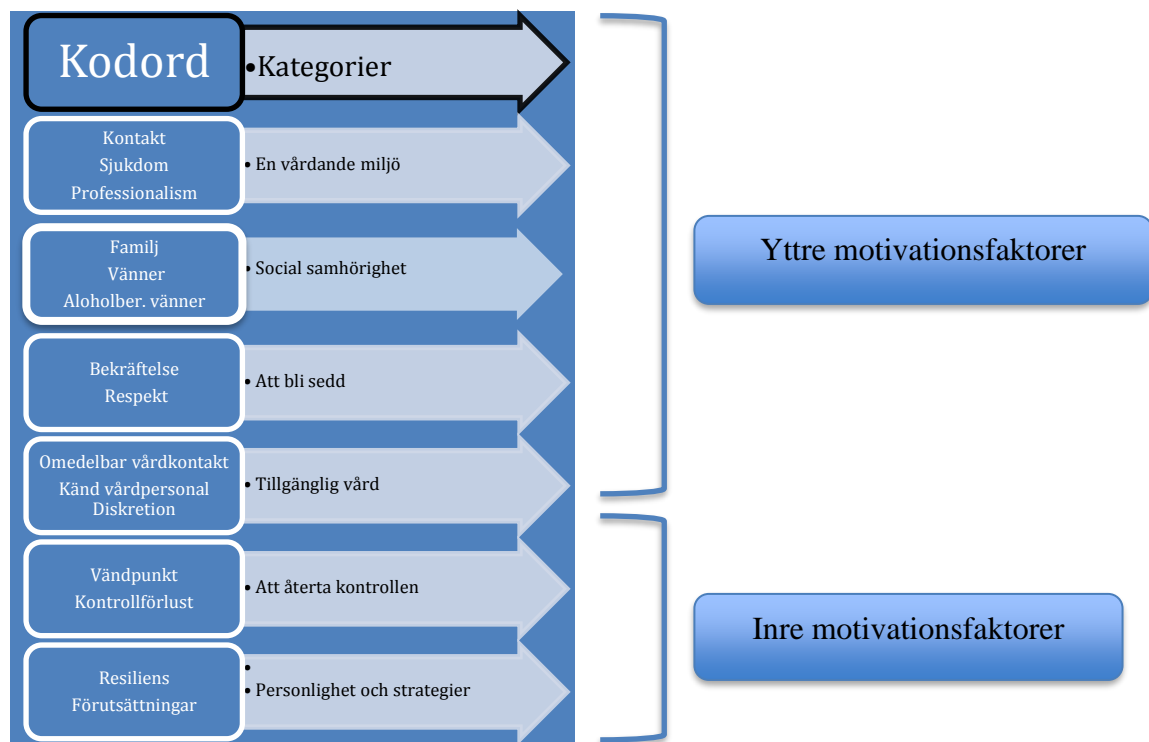 Kodord
•Kategorier
Kontakt
Sjukdom
Professionalism
• En vårdande miljö
Familj
Vänner
Aloholber. vänner
• Social samhörighet
Bekräftelse
Respekt
• Att bli sedd
Omedelbar vårdkontakt
Känd vårdpersonal
Diskretion
• Tillgänglig vård
Yttre motivationsfaktorer
Vändpunkt
Kontrollförlust
• Att återta kontrollen
Resiliens
Förutsättningar
•
• Personlighet och strategier
Inre motivationsfaktorer